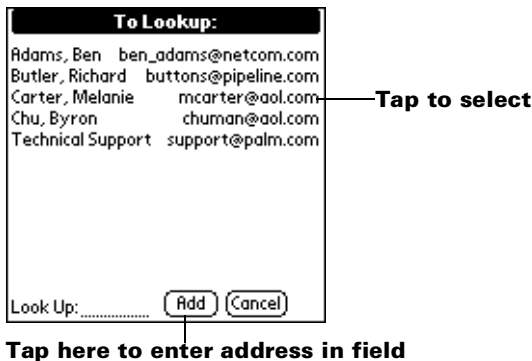 To Lookup:
Adams, Ben ben_adams@netcom.com
Butler, Richard buttons@pipeline.com
Carter, Melanie mcarter@aol.com
Tap to select
Chu, Byron chuman@aol.com
Technical Support support@palm.com
Look Up: Add Cancel
Tap here to enter address in field